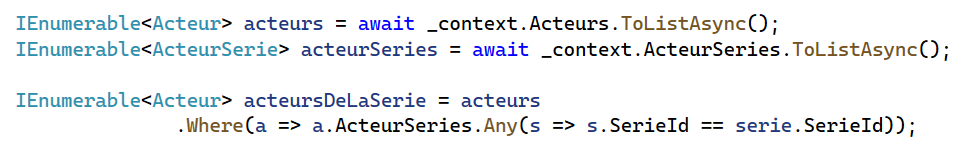 IEnumerable<Acteur> acteurs = await _context.Acteurs.ToListAsync();
IEnumerable<ActeurSerie> acteurSeries = await _context.ActeurSeries.ToListAsync();
IEnumerable<Acteur> acteursDeLaSerie = acteurs
.Where(a => a.ActeurSeries.Any(s => s.SerieId == serie.SerieId));